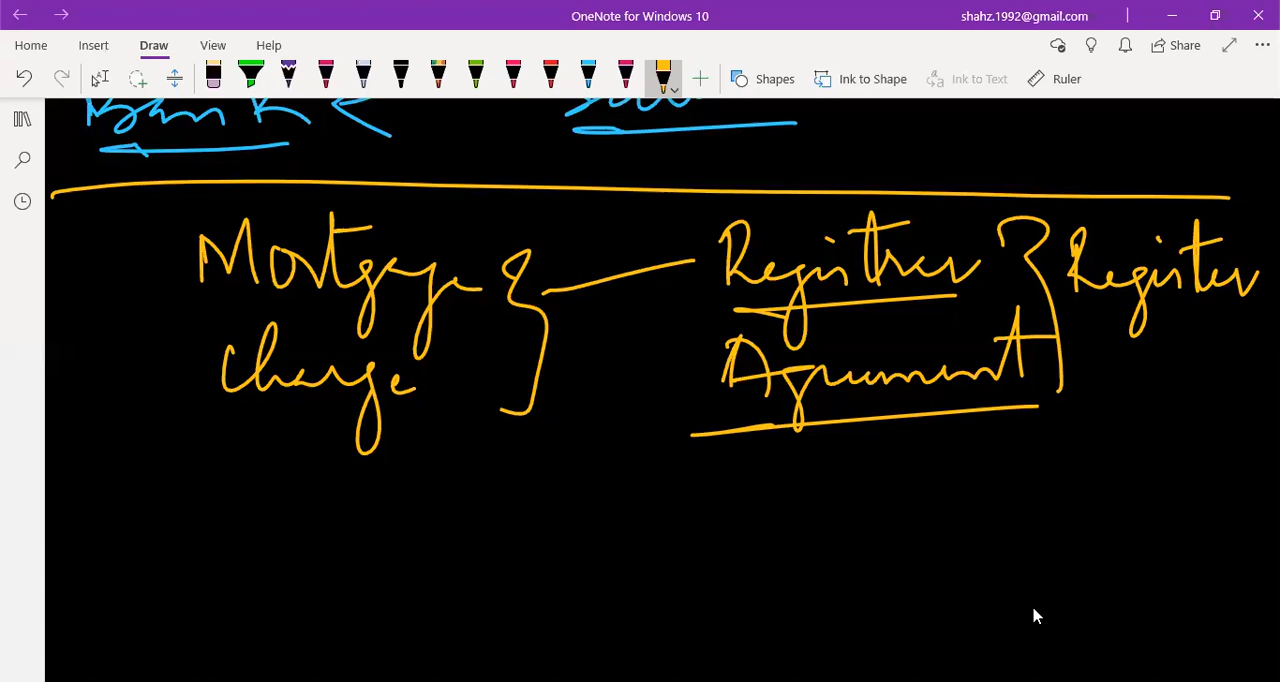 OneNote for Windows 10
shahz.1992@gmail.com
Home Insert Draw View Help
Share
Shapes Ink to Shape Ink to Text Ruler
Mortgage Registrar Register
Charge Agreement